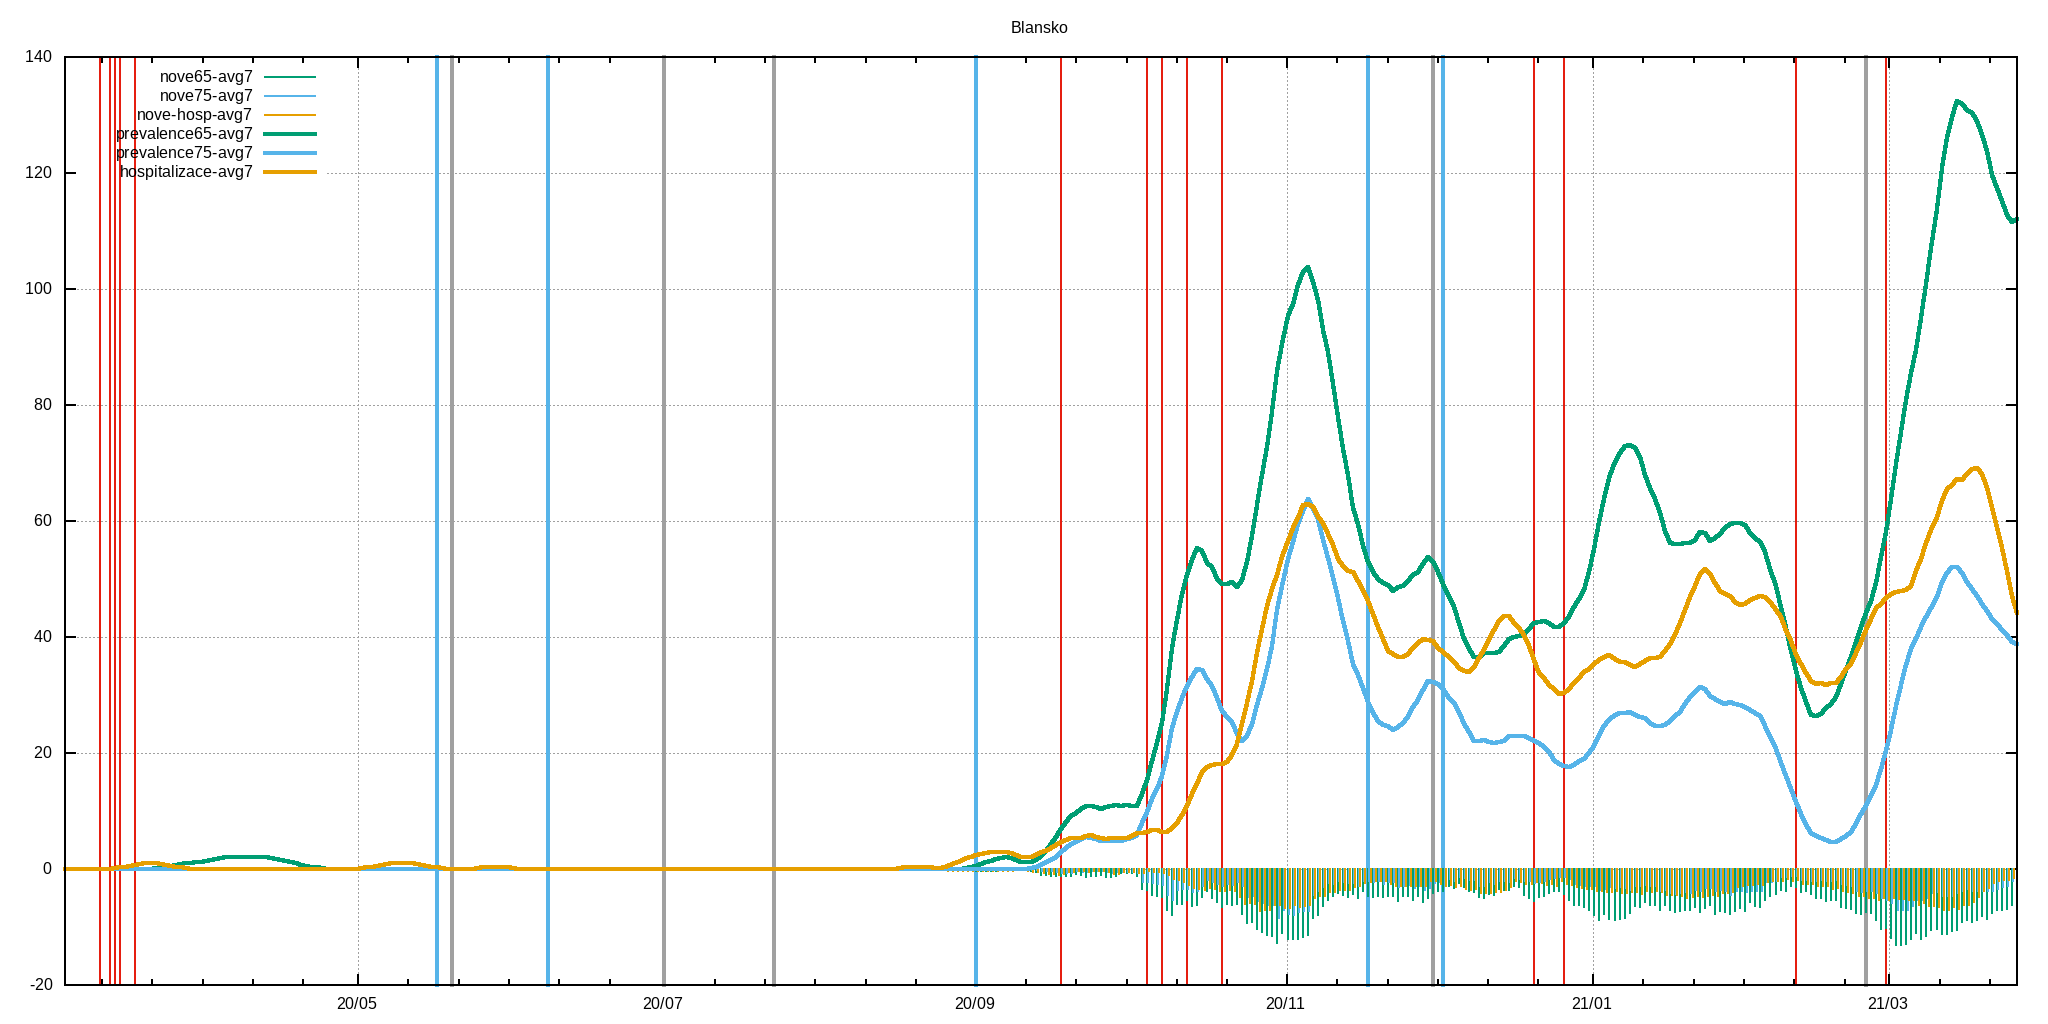 Blansko
140
nove65-avg7
nove75-avg7
nove-hosp-avg7
prevalence65-avg7
prevalence75-avg7
hospitalizace-avg7
120
100
80
60
40
20
0
-20
20/05 20/07 20/09 20/11 21/01 21/03